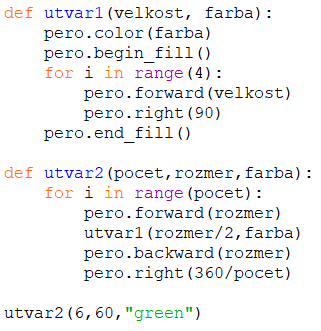 def utvar1(velkost, farba):
    pero.color(farba)
    pero.begin_fill()
    for i in range(4):
        pero.forward(velkost)
        pero.right(90)
    pero.end_fill()

def utvar2(pocet,rozmer,farba):
    for i in range(pocet):
        pero.forward(rozmer)
        utvar1(rozmer/2,farba)
        pero.backward(rozmer)
        pero.right(360/pocet)

utvar2(6,60,"green")